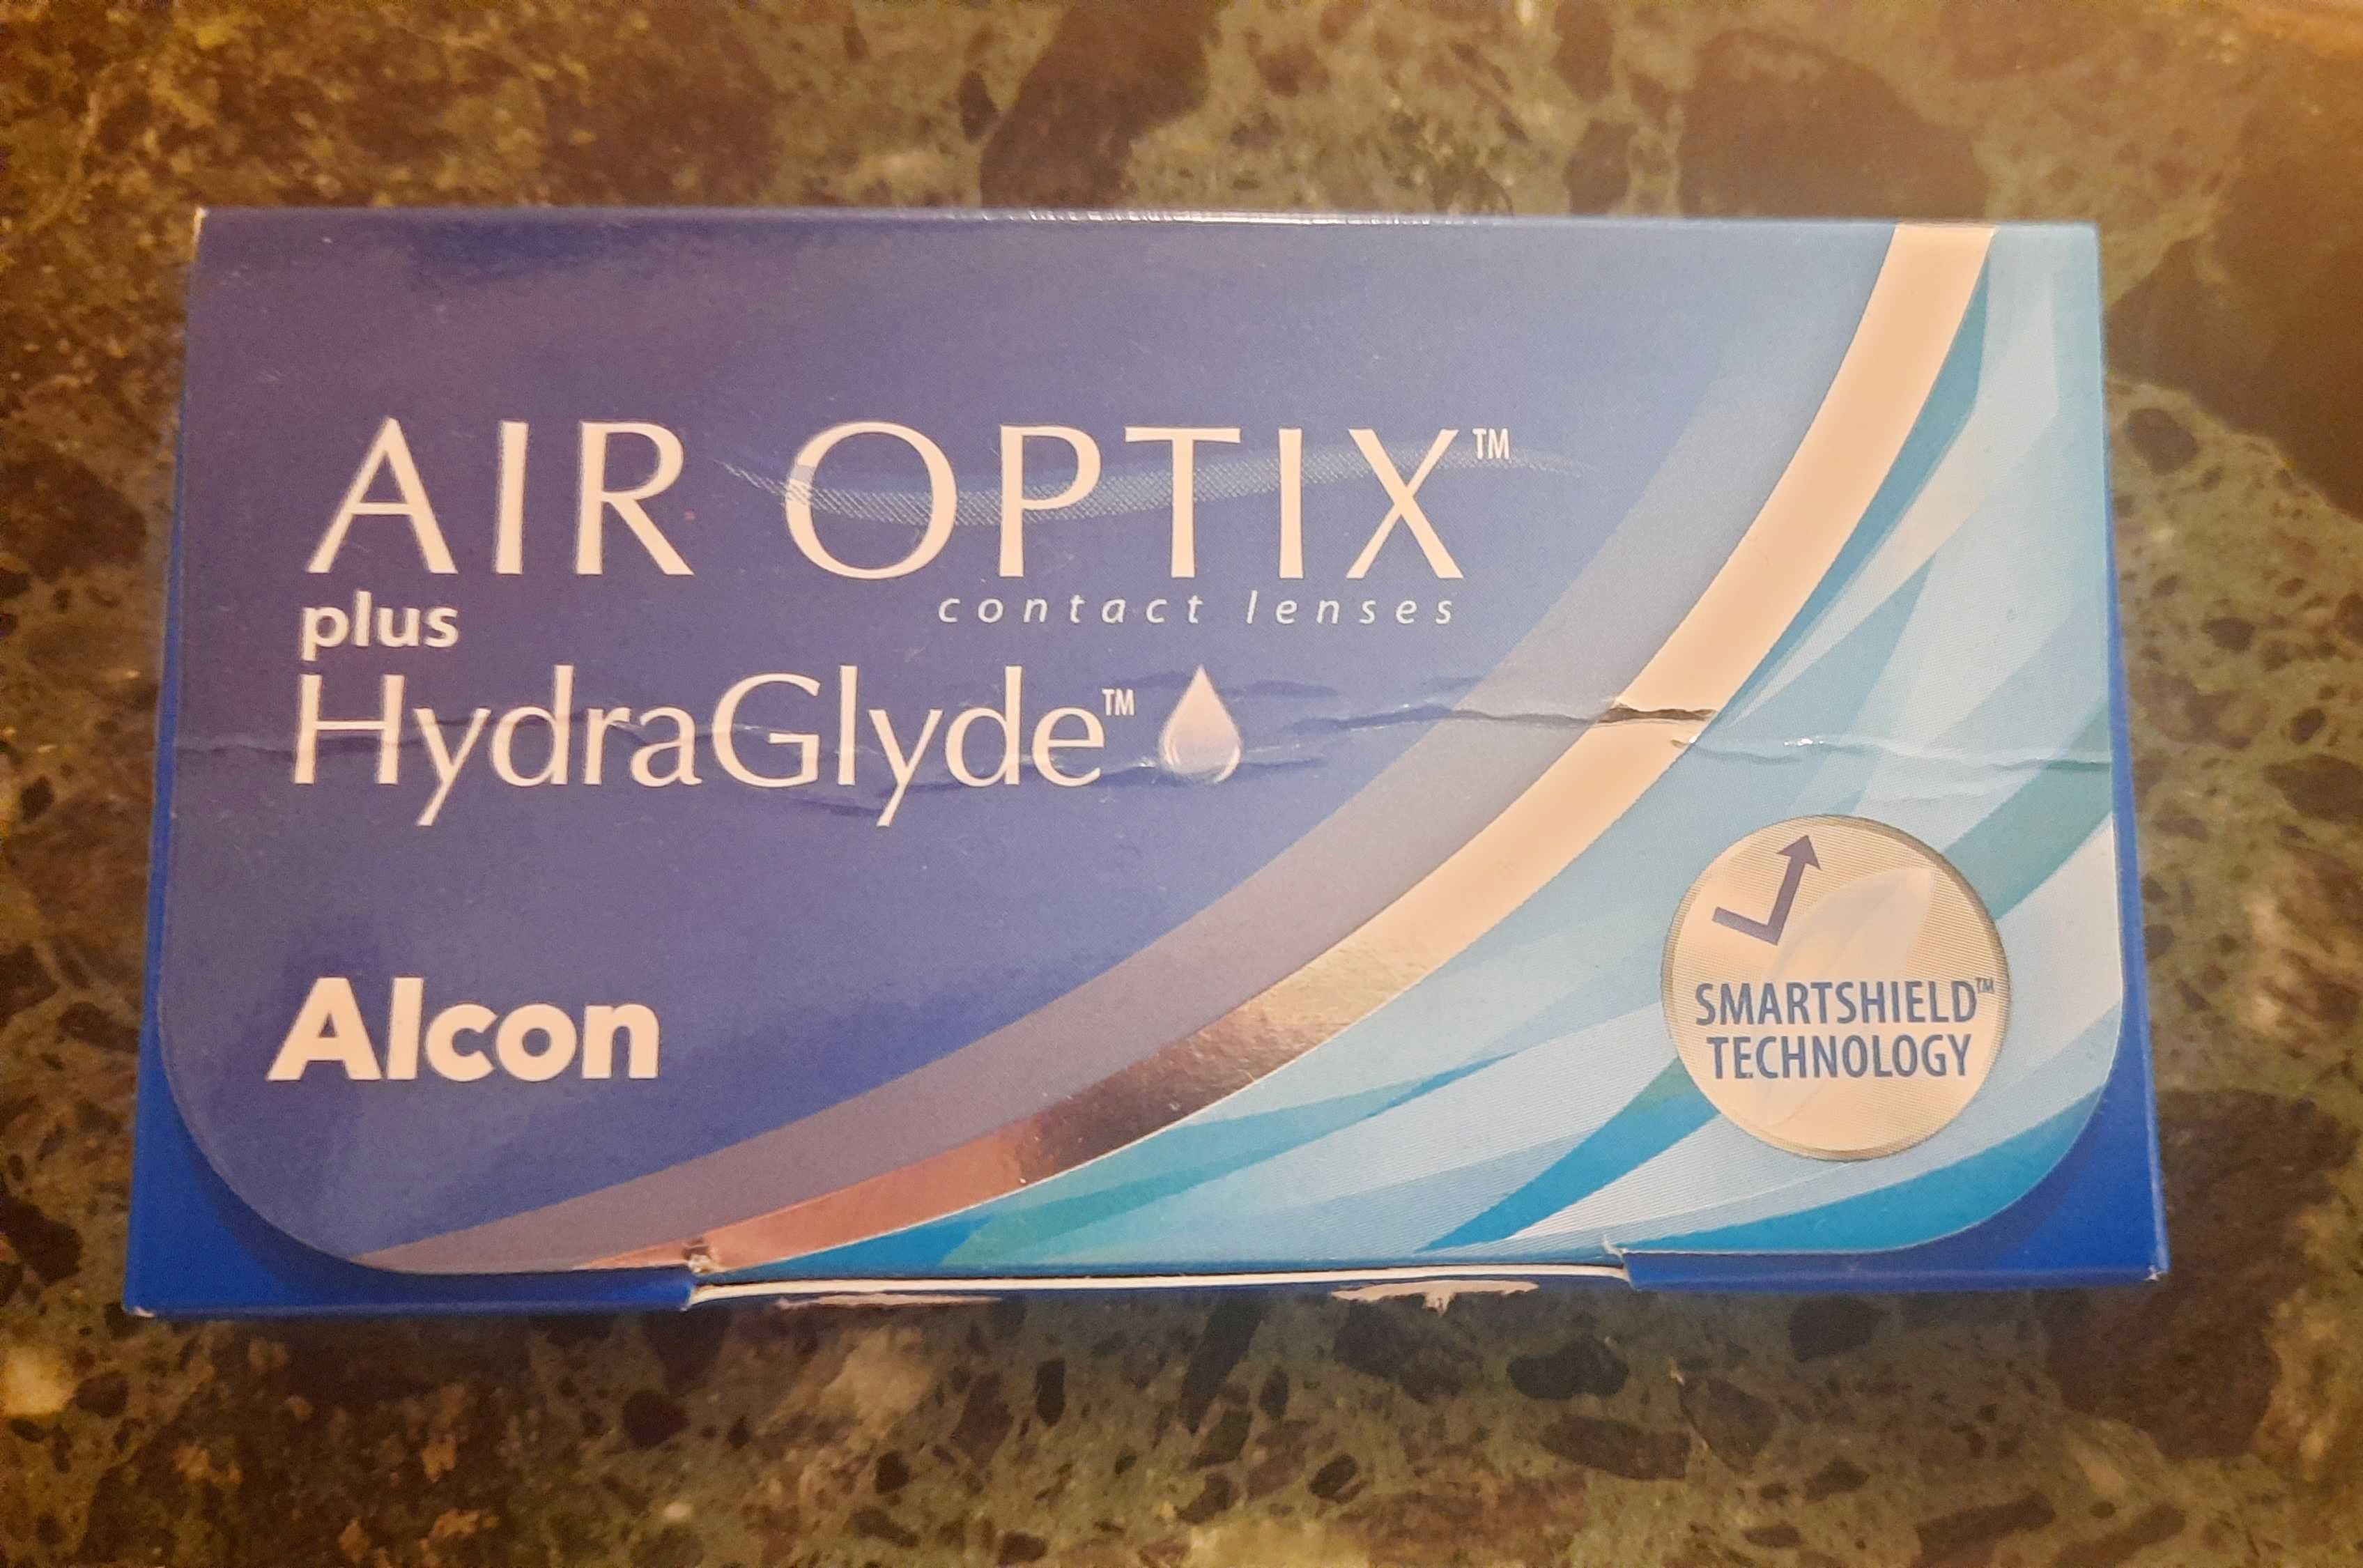 AIR OPTIX™
contact lenses
plus
HydraGlyde™
Alcon
SMARTSHIELD™
TECHNOLOGY